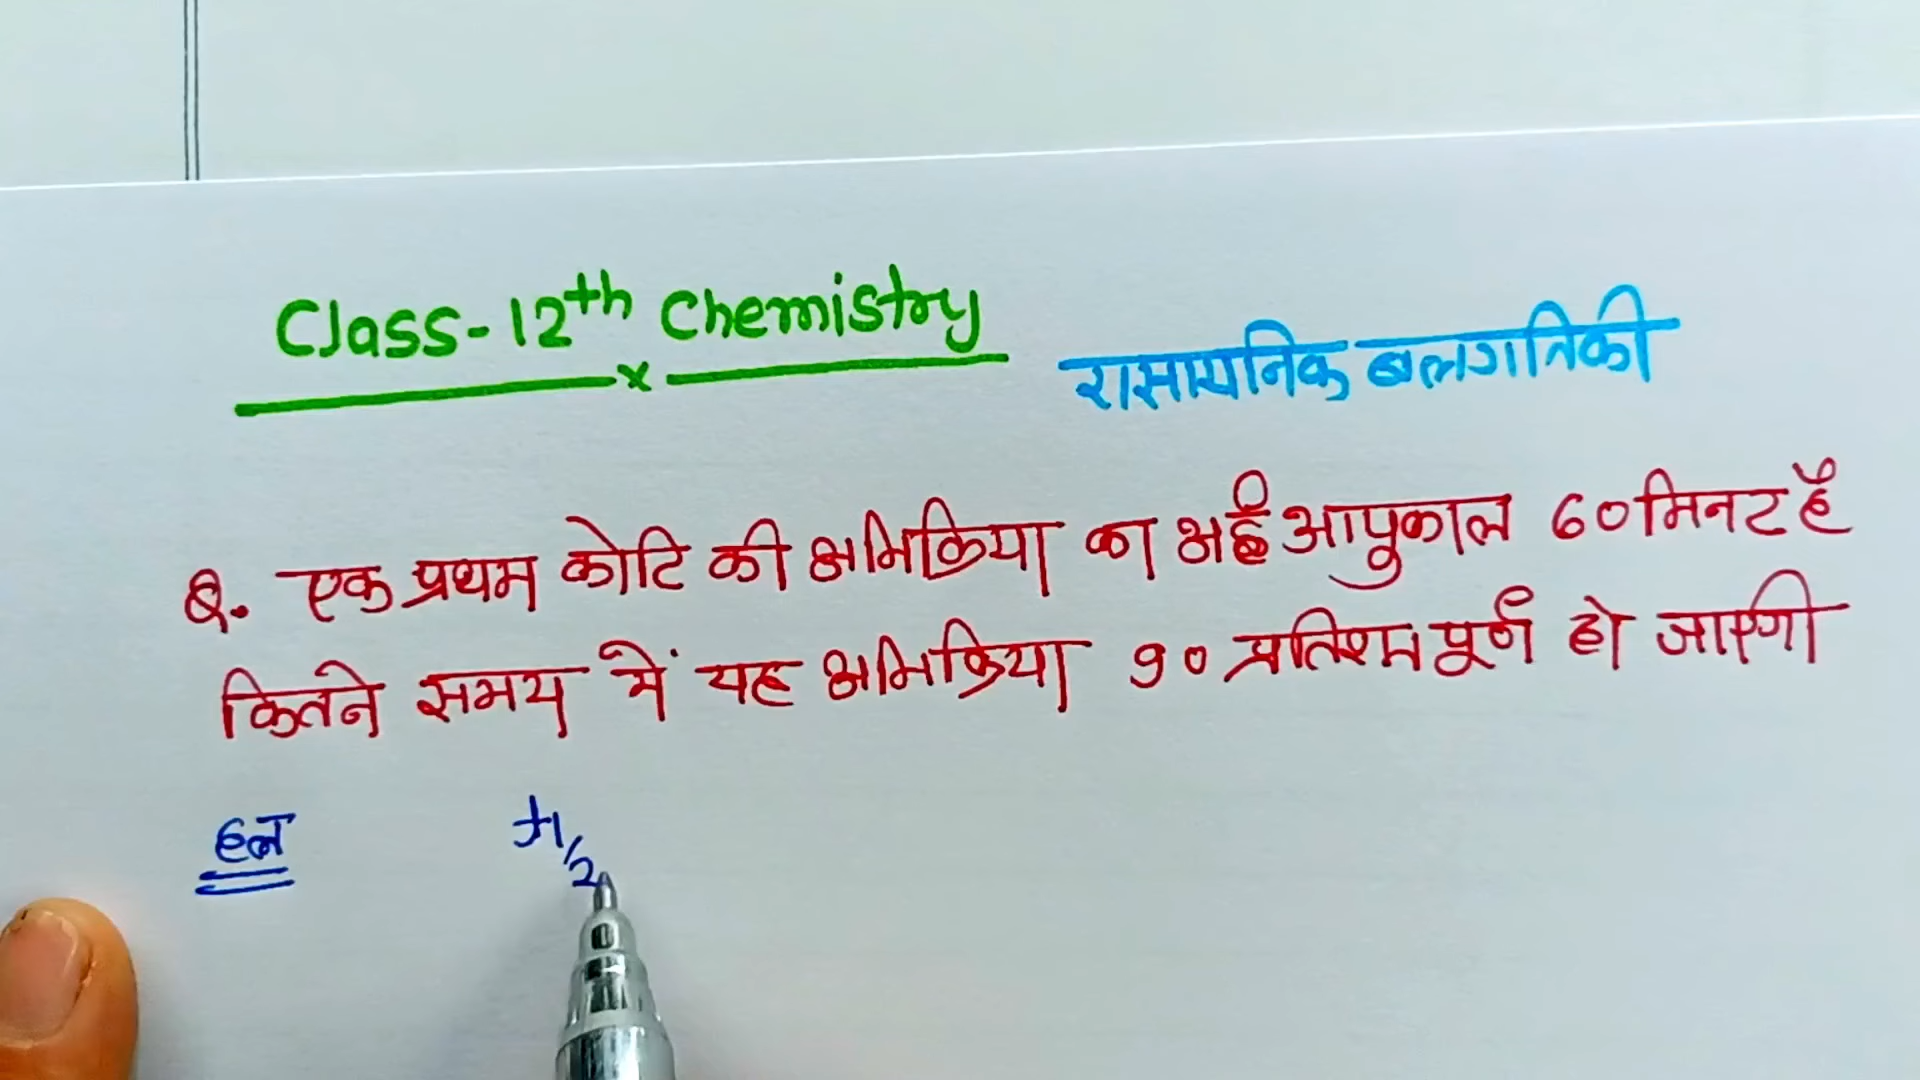 Class-12th Chemistry
x
रासायनिक बलगतिकी
Q. एक प्रथम कोटि की अभिक्रिया का अर्द्ध आयुकाल 60 मिनट है
कितने समय में यह अभिक्रिया 90 प्रतिशत पूर्ण हो जाएगी
हल
t1/2